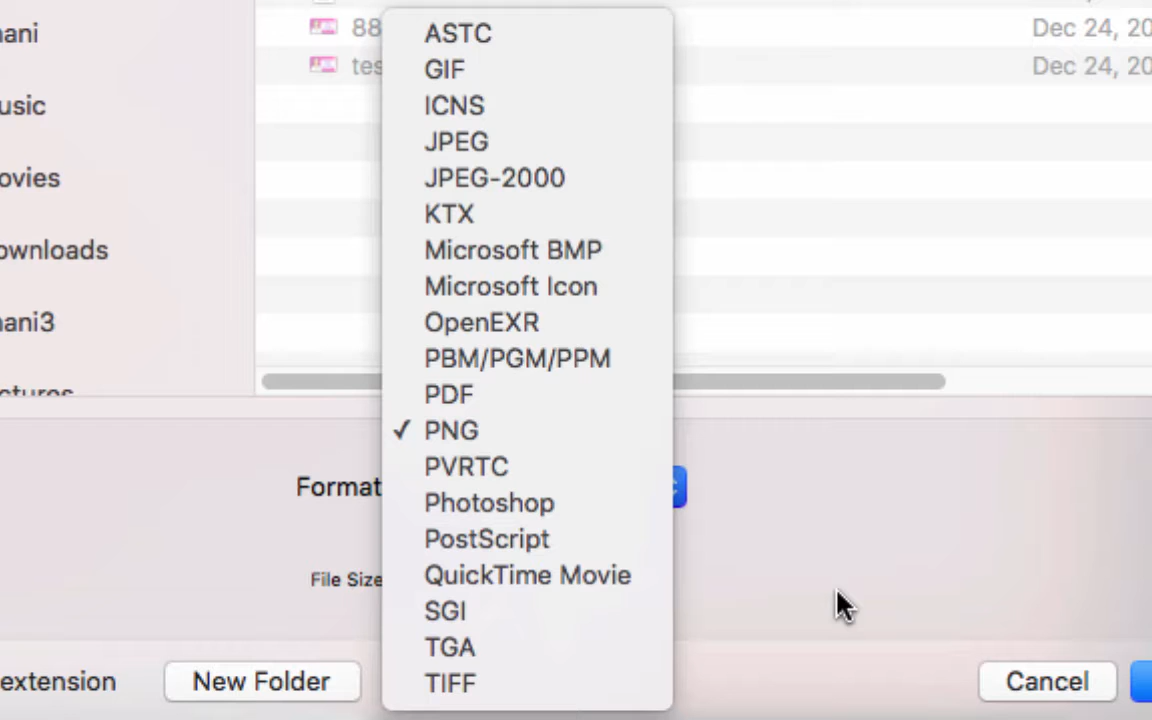 ani
88
Dec 24, 20
tes
Dec 24, 20
usic
ovies
ownloads
ani3
ctures
ASTC
GIF
ICNS
JPEG
JPEG-2000
KTX
Microsoft BMP
Microsoft Icon
OpenEXR
PBM/PGM/PPM
PDF
✓ PNG
PVRTC
Photoshop
PostScript
QuickTime Movie
SGI
TGA
TIFF
Format
File Size
extension
New Folder
Cancel